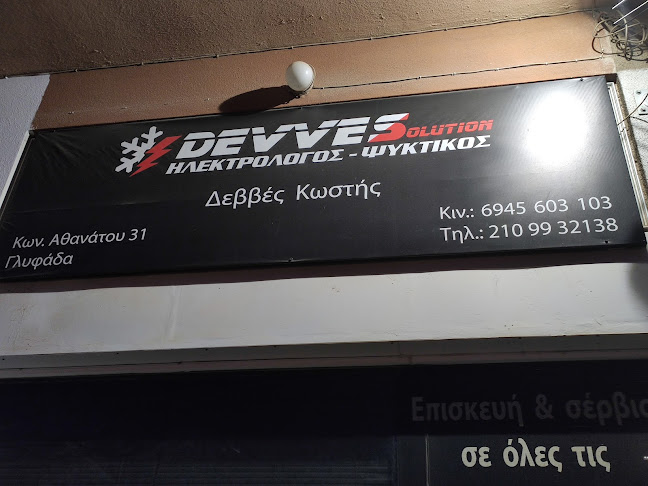 DEVVESOLUTION
ΗΛΕΚΤΡΟΛΟΓΟΣ - ΨΥΚΤΙΚΟΣ
Δεββές Κωστής
Κων. Αθανάτου 31
Γλυφάδα
Κιν.: 6945 603 103
Τηλ.: 210 99 32138
Επισκευή & σέρβις
σε όλες τις